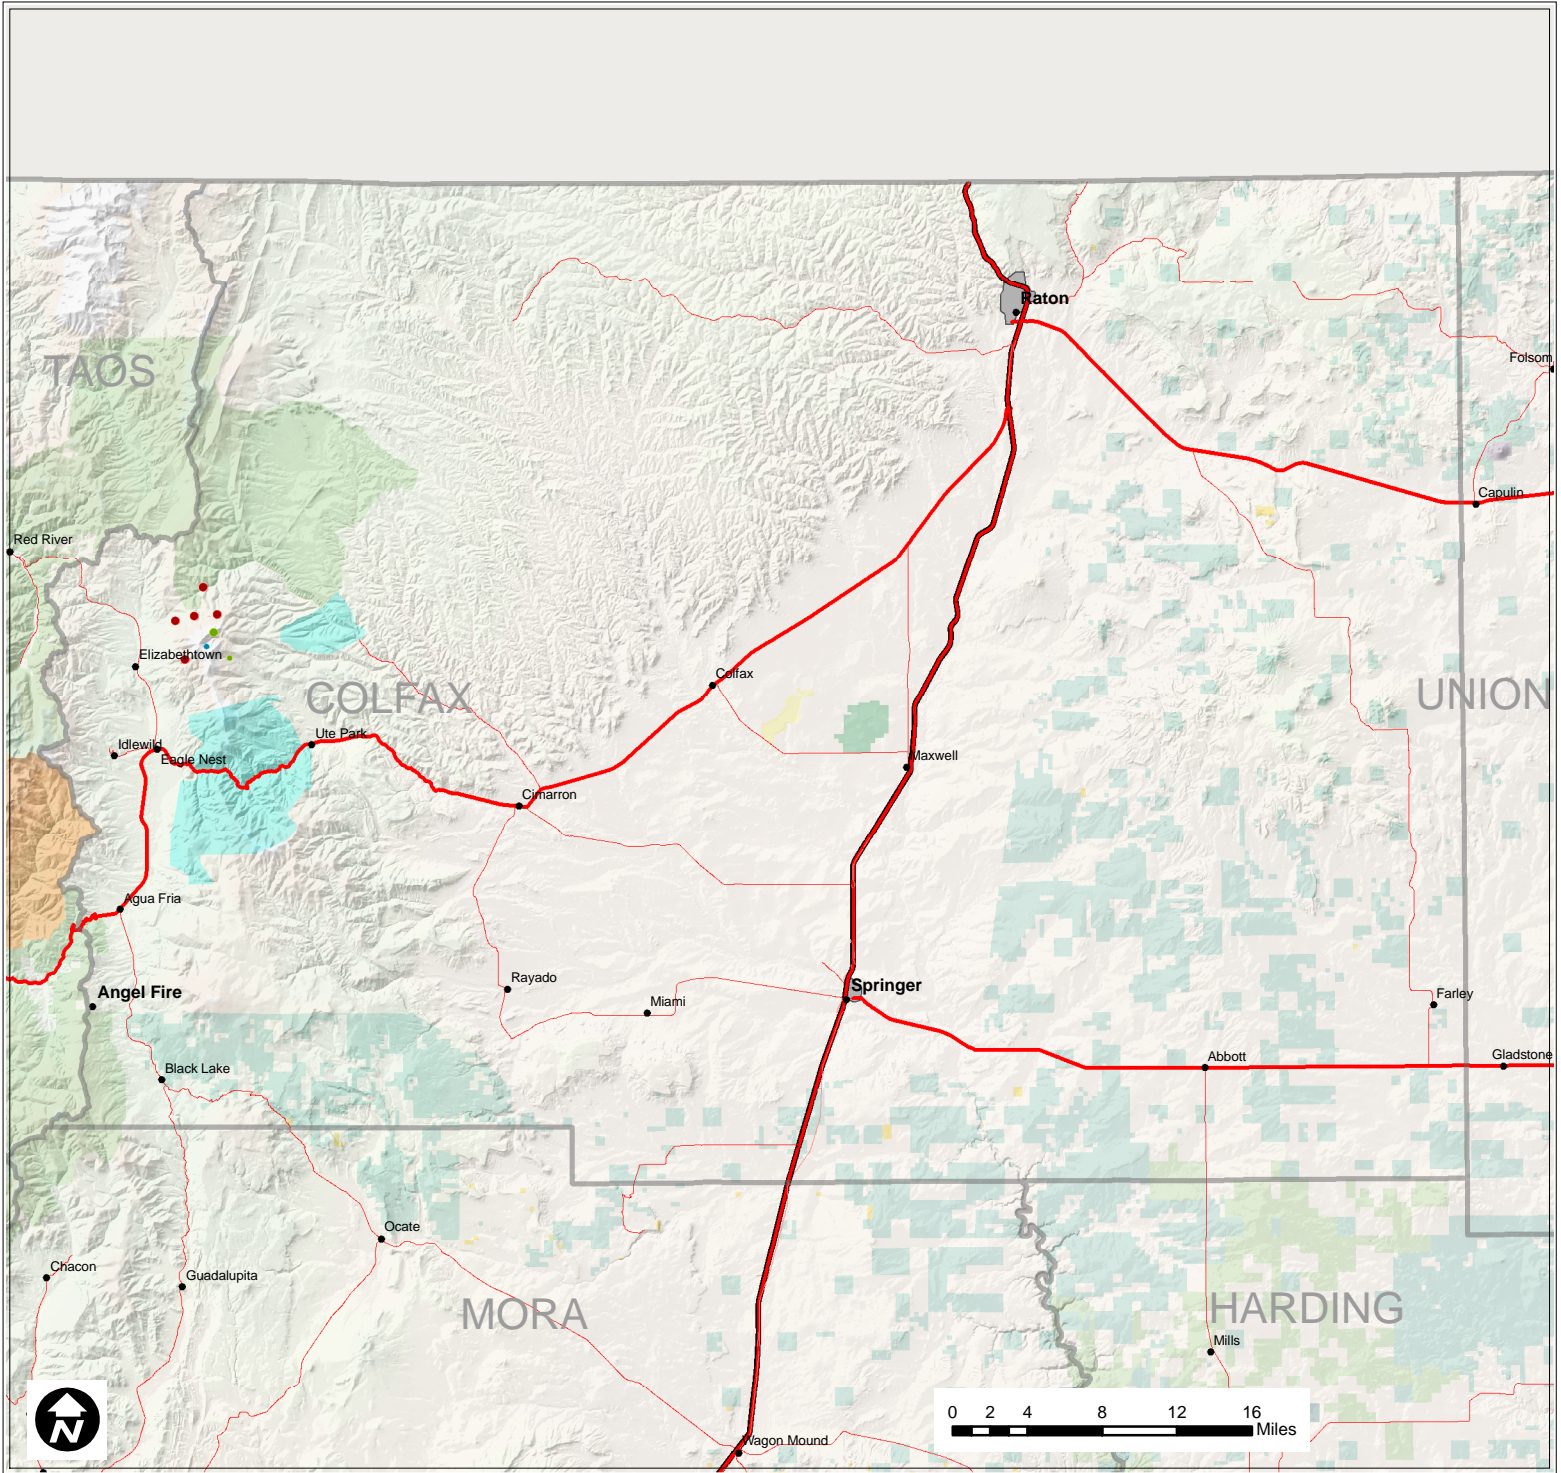 Raton
TAOS
Folsom
Capulin
Red River
Elizabethtown
Colfax
COLFAX
UNION
Ute Park
Idlewild
Eagle Nest
Maxwell
Cimarron
Agua Fria
Rayado
Springer
Angel Fire
Miami
Farley
Abbott
Gladstone
Black Lake
Ocate
Chacon
Guadalupita
MORA
HARDING
Mills
N
0 2 4 8 12 16
Miles
Wagon Mound